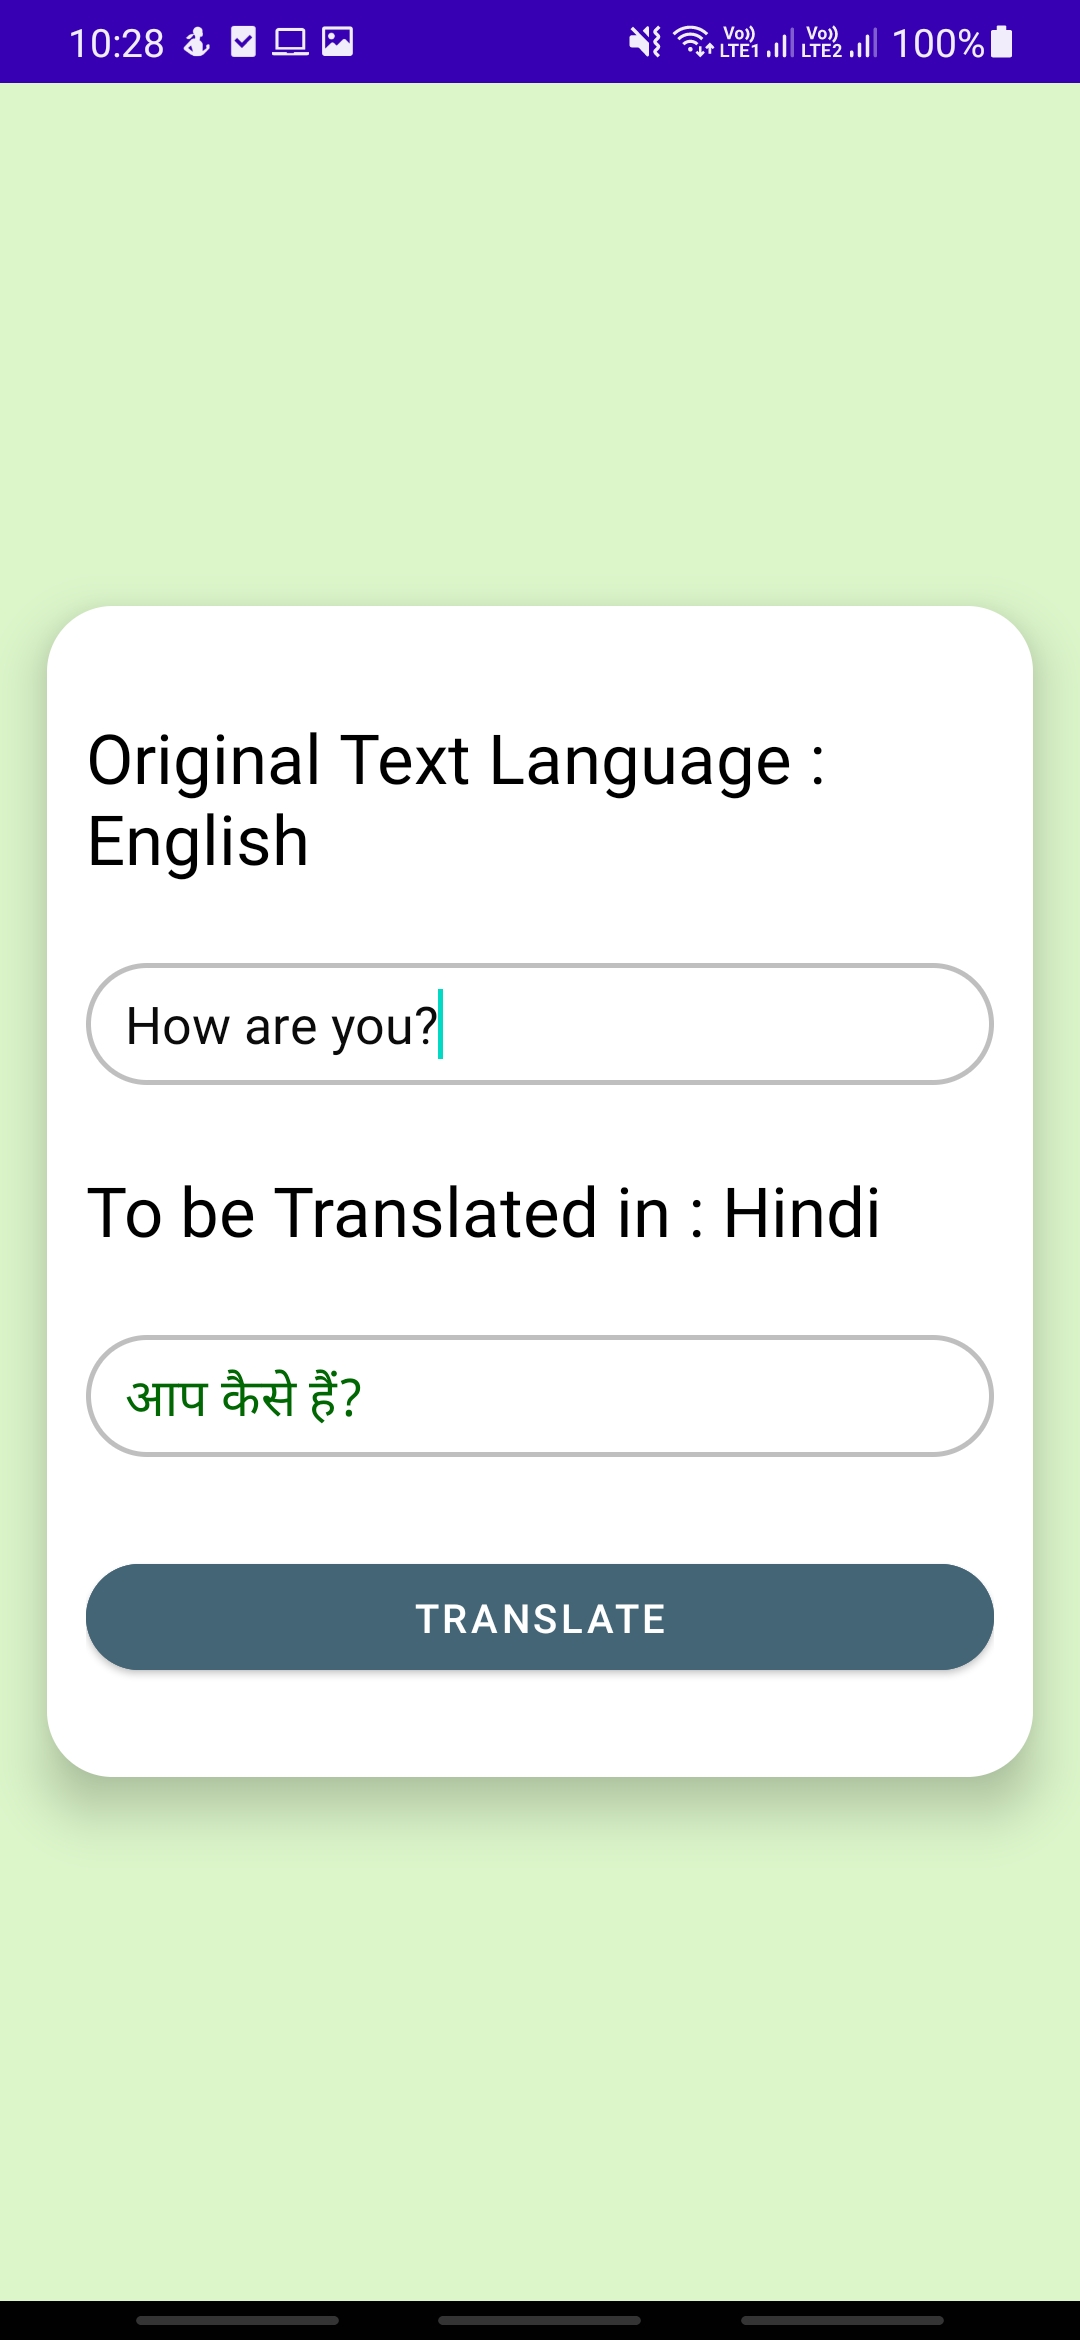 10:28 Vo)) LTE1 Vo)) LTE2 100%
Original Text Language :
English
How are you?
To be Translated in : Hindi
आप कैसे हैं?
TRANSLATE